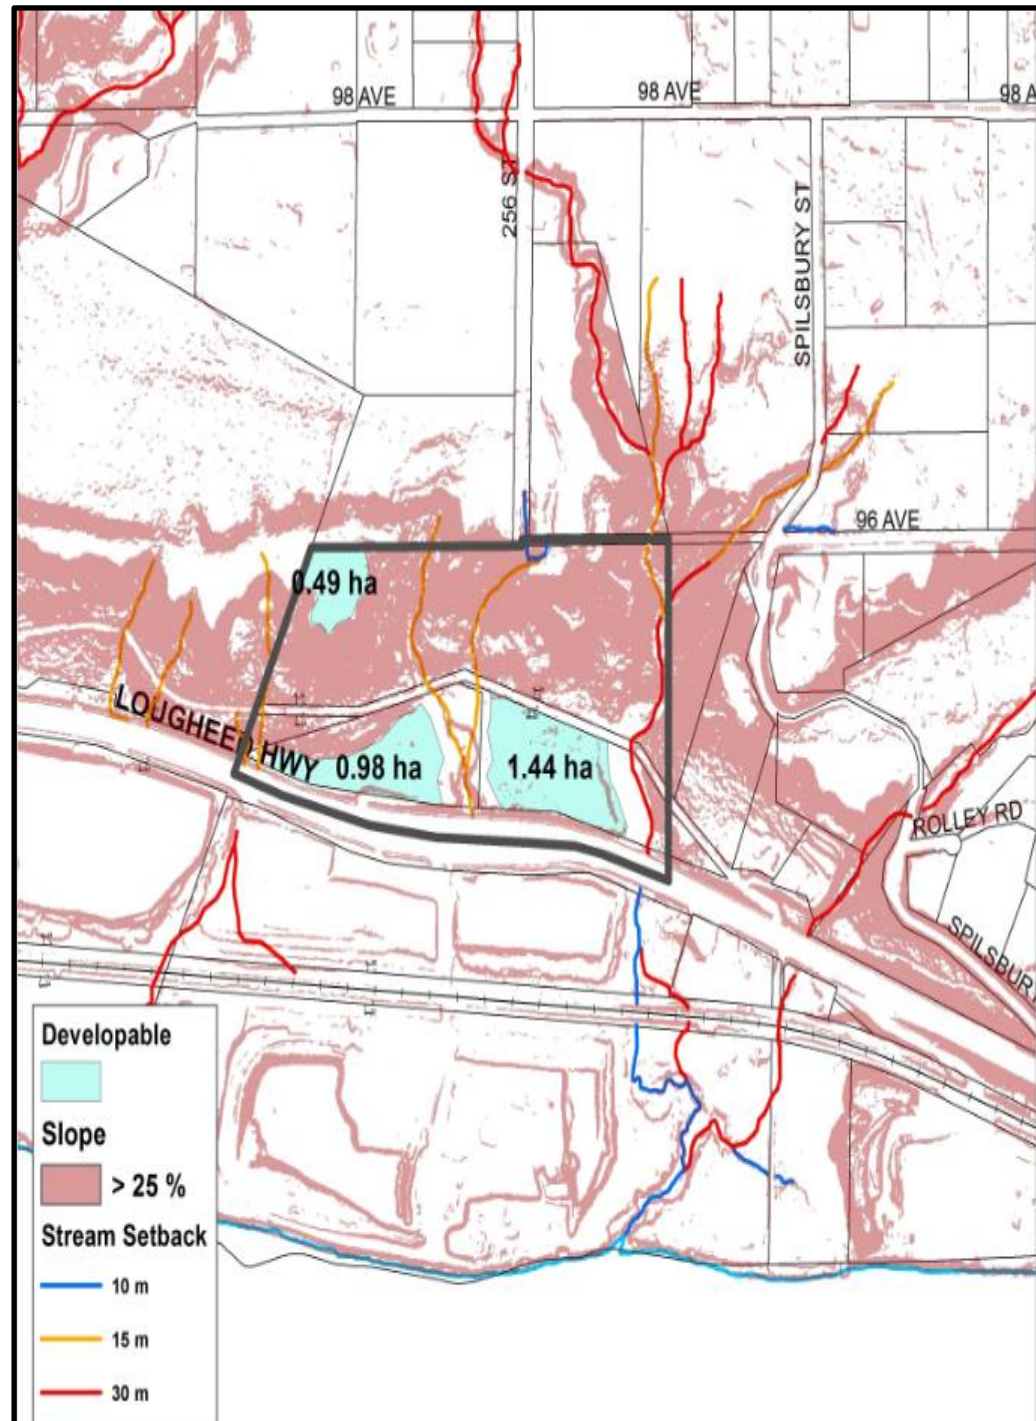 98 AVE
98 AVE
98 A
256 ST
SPILSBURY ST
96 AVE
0.49 ha
LOUGHEED HWY
0.98 ha
1.44 ha
ROLLEY RD
SPILSBUR
Developable
Slope
> 25 %
Stream Setback
10 m
15 m
30 m